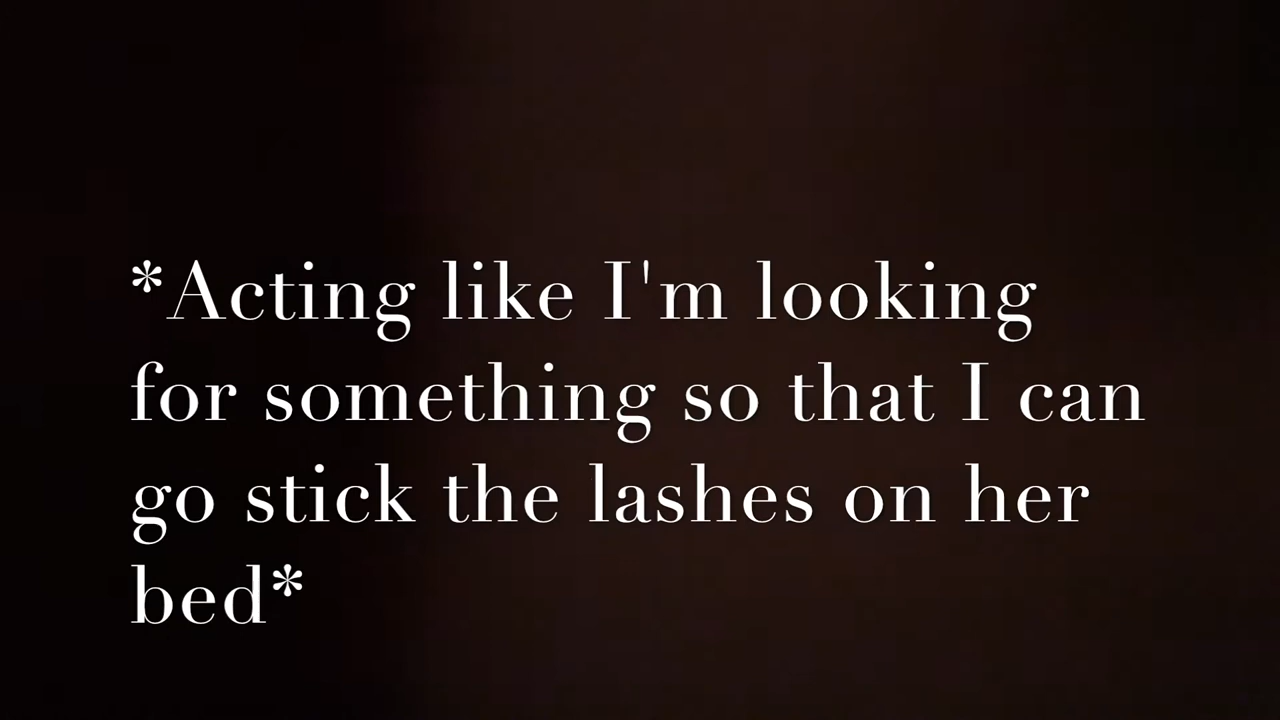 *Acting like I'm looking
for something so that I can
go stick the lashes on her
bed*